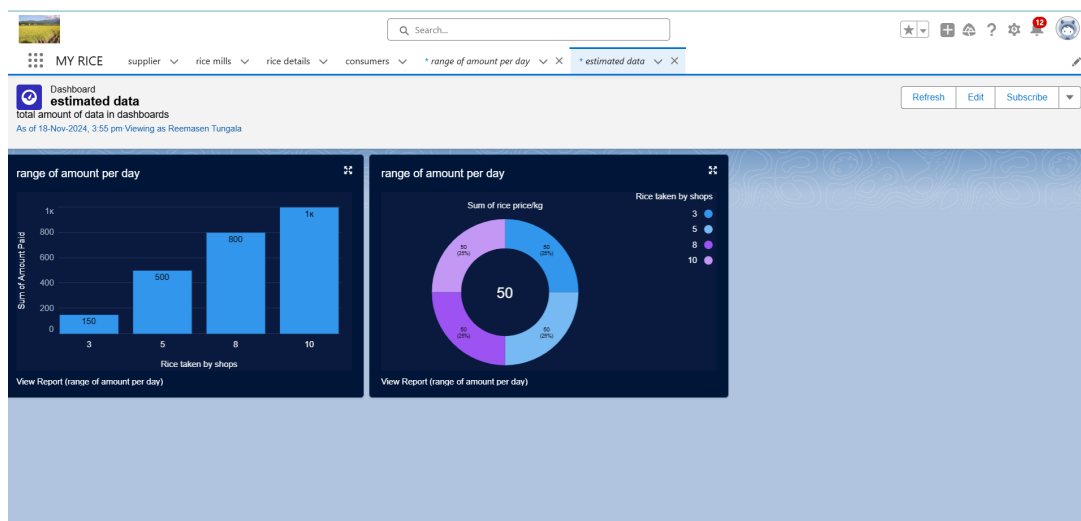 Search...
12
MY RICE supplier rice mills rice details consumers * range of amount per day * estimated data
Dashboard
estimated data
total amount of data in dashboards
As of 18-Nov-2024, 3:55 pm·Viewing as Reemasen Tungala
Refresh Edit Subscribe
range of amount per day
Sum of Amount Paid
1K
800
600
400
200
0
150
500
800
1K
3 5 8 10
Rice taken by shops
View Report (range of amount per day)
range of amount per day
Sum of rice price/kg
Rice taken by shops
3
5
8
10
50
(25%)
50
(25%)
50
50
(25%)
50
(25%)
View Report (range of amount per day)